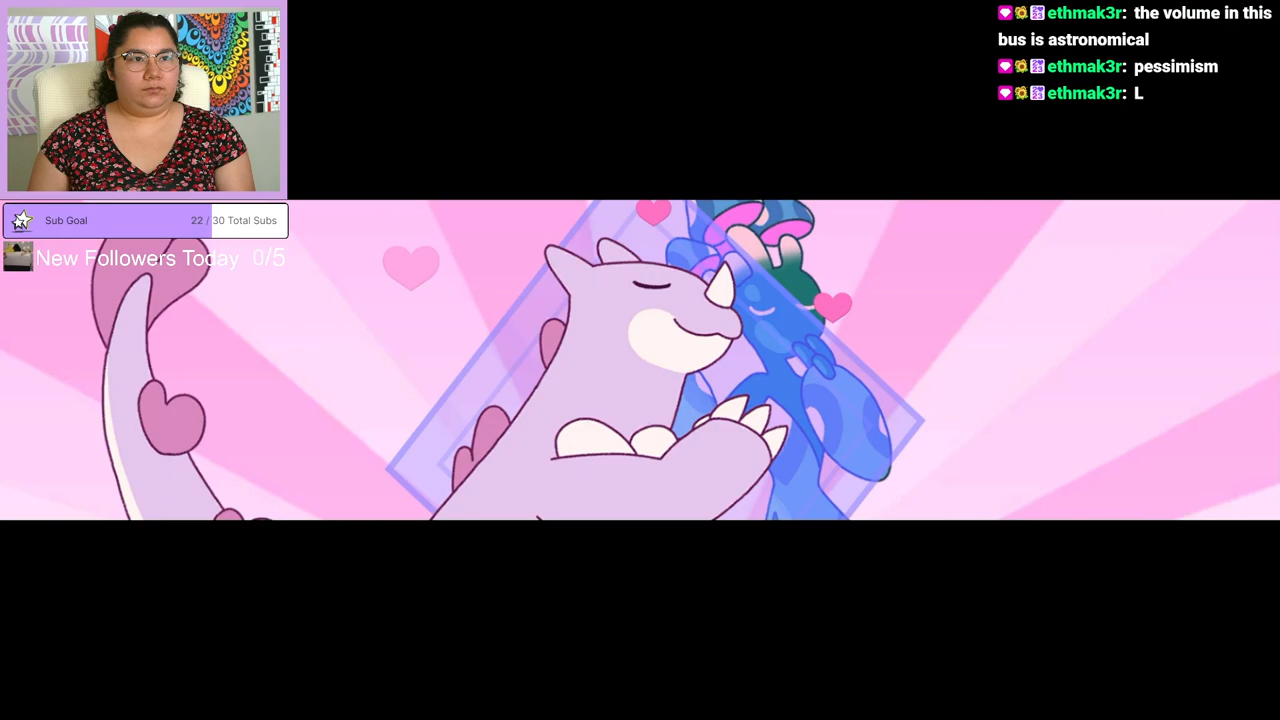 ethmak3r: the volume in this
bus is astronomical
ethmak3r: pessimism
ethmak3r: L
Sub Goal 22 / 30 Total Subs
New Followers Today 0/5